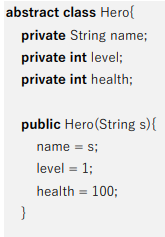 abstract class Hero{
private String name;
private int level;
private int health;
public Hero(String s){
name = s;
level = 1;
health = 100;
}